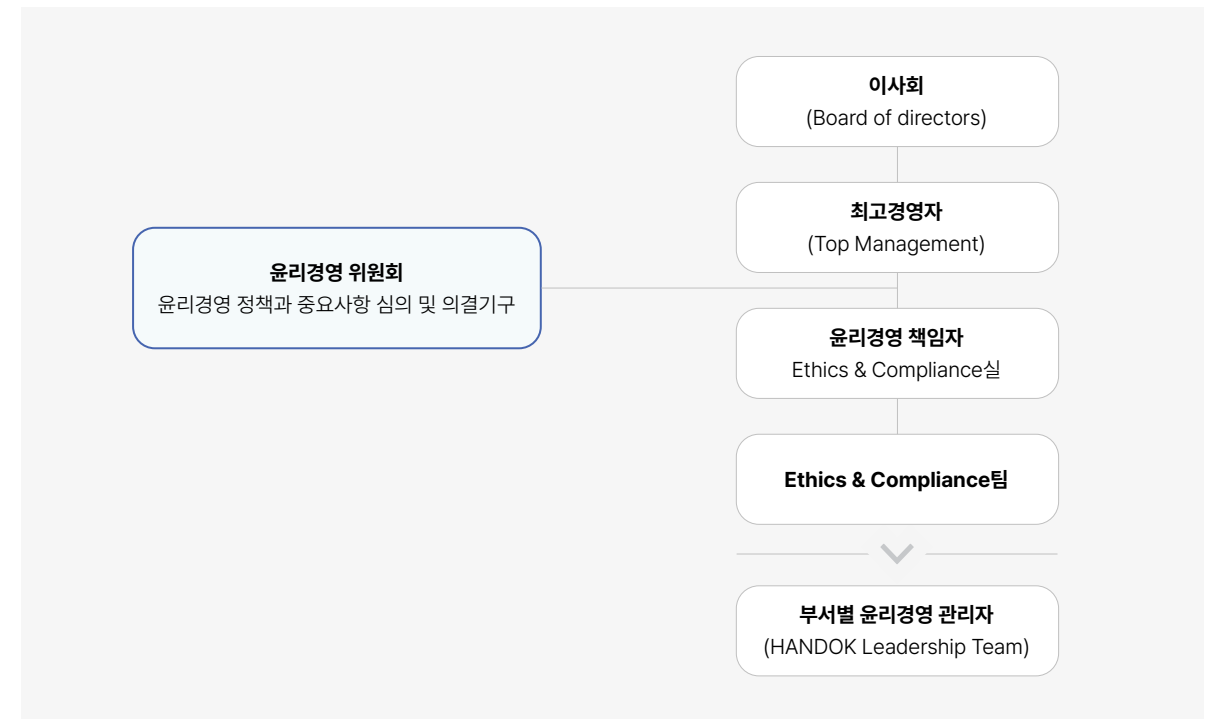 이사회
(Board of directors)
최고경영자
(Top Management)
윤리경영 위원회
윤리경영 정책과 중요사항 심의 및 의결기구
윤리경영 책임자
Ethics & Compliance실
Ethics & Compliance팀
부서별 윤리경영 관리자
(HANDOK Leadership Team)